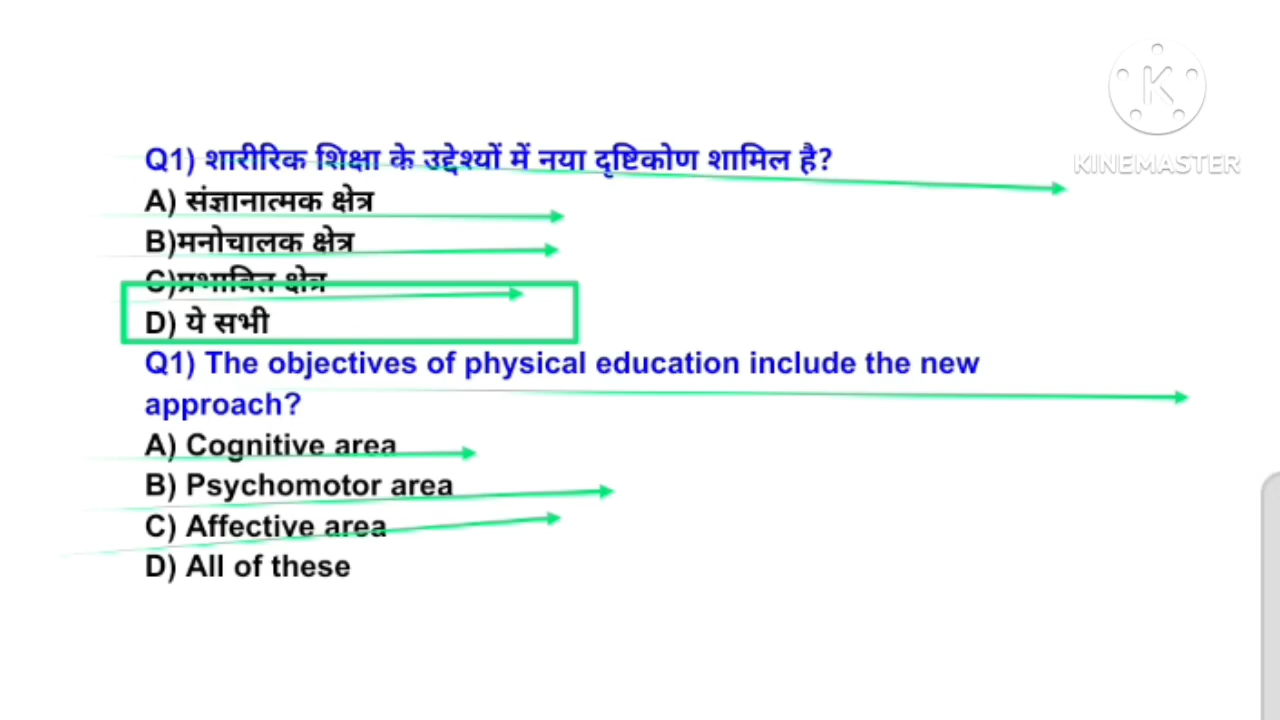 KINEMASTER
Q1) शारीरिक शिक्षा के उद्देश्यों में नया दृष्टिकोण शामिल है?
A) संज्ञानात्मक क्षेत्र
B)मनोचालक क्षेत्र
C)प्रभावित क्षेत्र
D) ये सभी
Q1) The objectives of physical education include the new
approach?
A) Cognitive area
B) Psychomotor area
C) Affective area
D) All of these